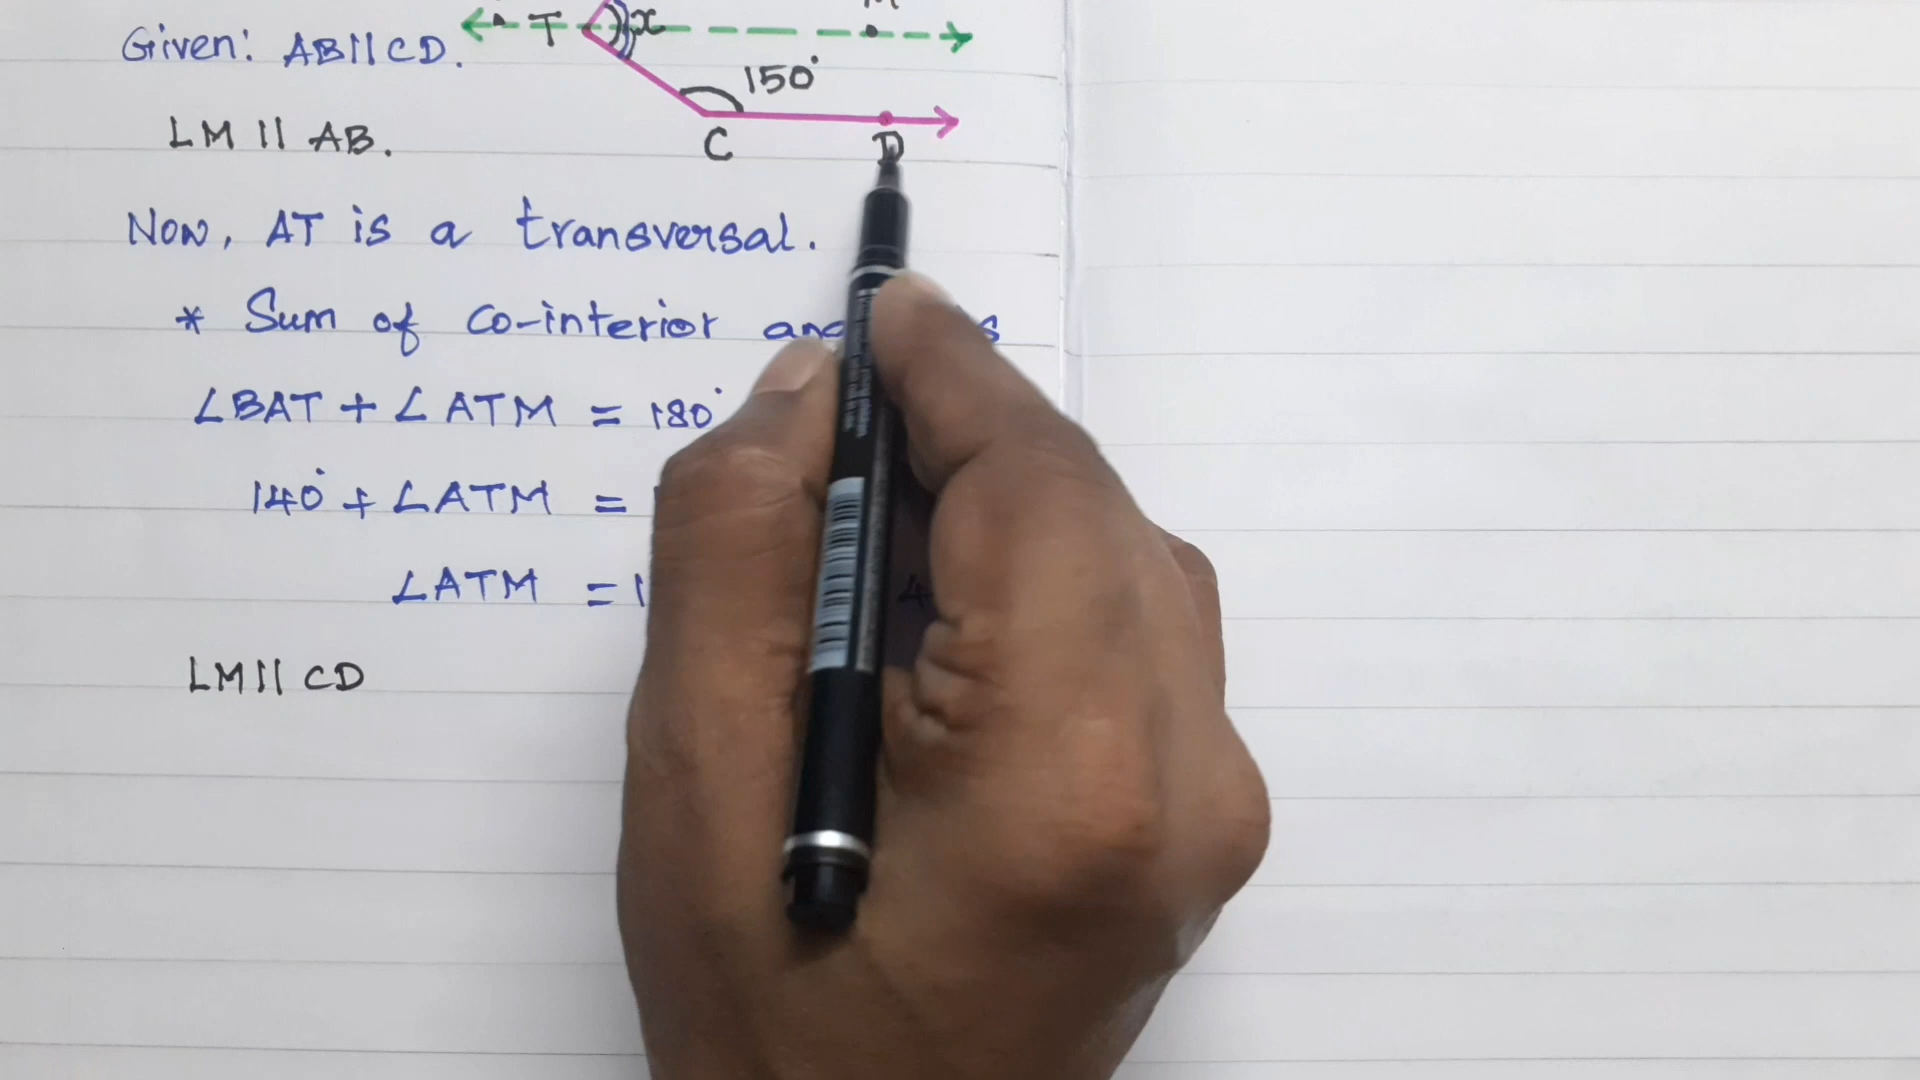 Given: AB || CD.
T x
150°
LM || AB.
C D
Now, AT is a transversal.
* Sum of co-interior
∠BAT + ∠ATM = 180°
140° + ∠ATM =
∠ATM =
LM || CD